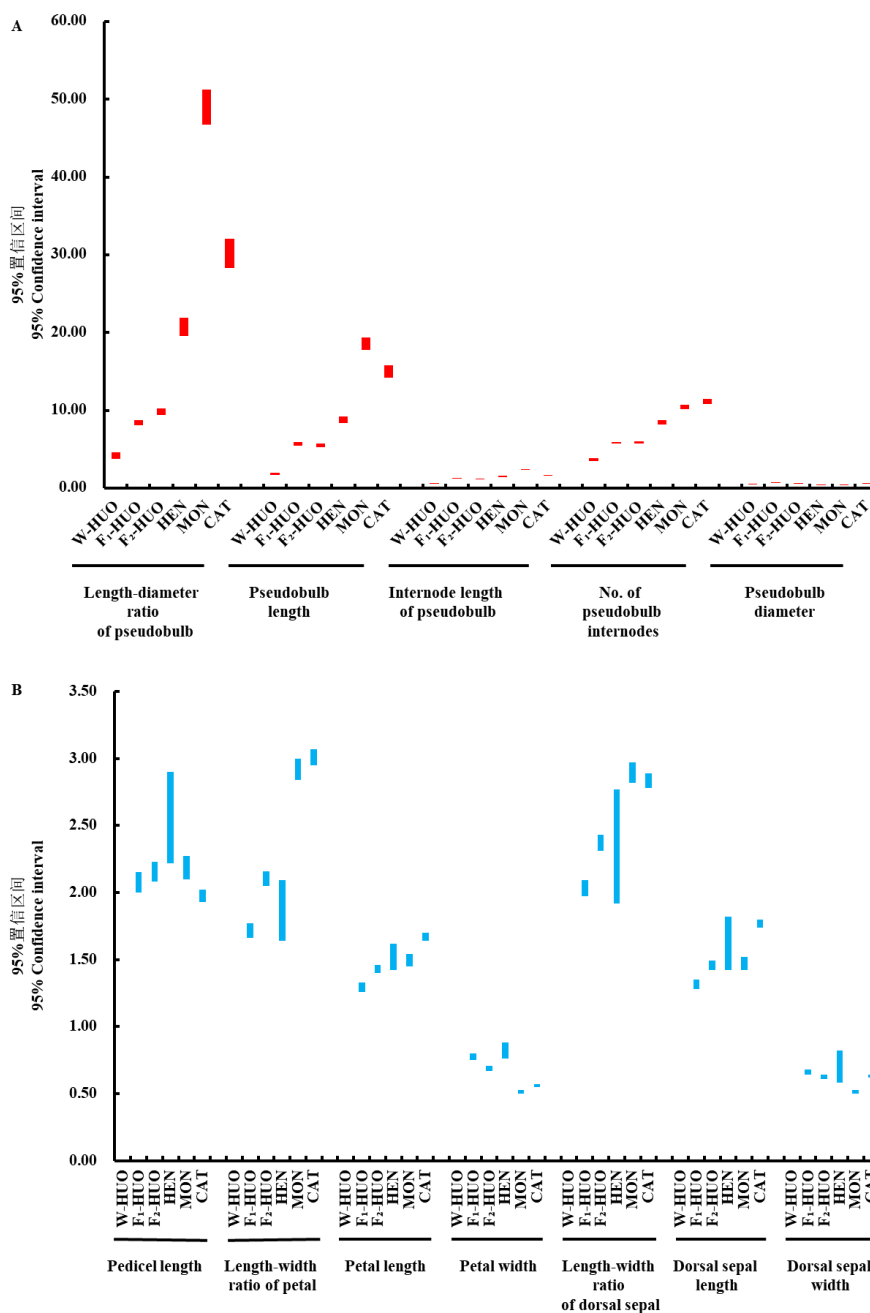 A
60.00
50.00
40.00
30.00
20.00
10.00
0.00
95%置信区间
95% Confidence interval
W-HUO
F₁-HUO
F₂-HUO
HEN
MON
CAT
W-HUO
F₁-HUO
F₂-HUO
HEN
MON
CAT
W-HUO
F₁-HUO
F₂-HUO
HEN
MON
CAT
W-HUO
F₁-HUO
F₂-HUO
HEN
MON
CAT
W-HUO
F₁-HUO
F₂-HUO
HEN
MON
CAT
Length-diameter
ratio
of pseudobulb
Pseudobulb
length
Internode length
of pseudobulb
No. of
pseudobulb
internodes
Pseudobulb
diameter
B
3.50
3.00
2.50
2.00
1.50
1.00
0.50
0.00
95%置信区间
95% Confidence interval
W-HUO
F₁-HUO
F₂-HUO
HEN
MON
CAT
W-HUO
F₁-HUO
F₂-HUO
HEN
MON
CAT
W-HUO
F₁-HUO
F₂-HUO
HEN
MON
CAT
W-HUO
F₁-HUO
F₂-HUO
HEN
MON
CAT
W-HUO
F₁-HUO
F₂-HUO
HEN
MON
CAT
W-HUO
F₁-HUO
F₂-HUO
HEN
MON
CAT
W-HUO
F₁-HUO
F₂-HUO
HEN
MON
CAT
Pedicel length
Length-width
ratio of petal
Petal length
Petal width
Length-width
ratio
of dorsal sepal
Dorsal sepal
length
Dorsal sepal
width